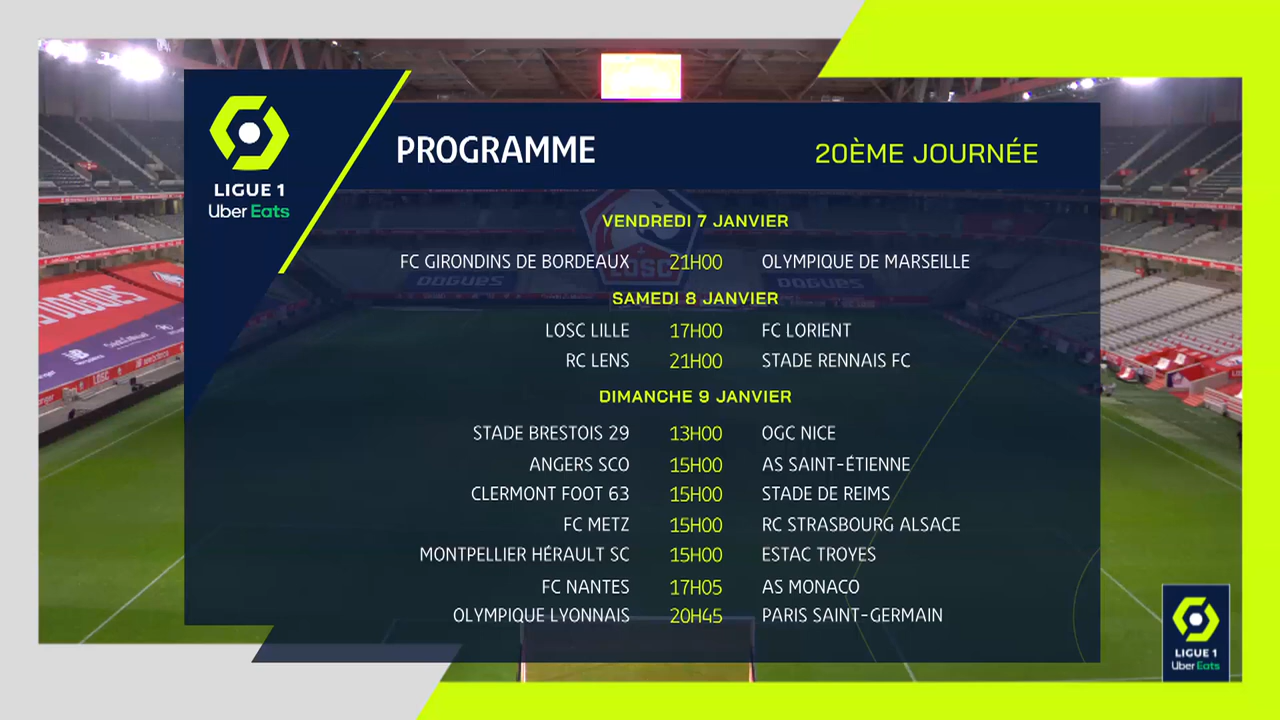 LIGUE 1
Uber Eats
PROGRAMME 20ÈME JOURNÉE
VENDREDI 7 JANVIER
FC GIRONDINS DE BORDEAUX 21H00 OLYMPIQUE DE MARSEILLE
LOSC
DOGUES DOGUES
SAMEDI 8 JANVIER
LOSC LILLE 17H00 FC LORIENT
RC LENS 21H00 STADE RENNAIS FC
DIMANCHE 9 JANVIER
STADE BRESTOIS 29 13H00 OGC NICE
ANGERS SCO 15H00 AS SAINT-ÉTIENNE
CLERMONT FOOT 63 15H00 STADE DE REIMS
FC METZ 15H00 RC STRASBOURG ALSACE
MONTPELLIER HÉRAULT SC 15H00 ESTAC TROYES
FC NANTES 17H05 AS MONACO
OLYMPIQUE LYONNAIS 20H45 PARIS SAINT-GERMAIN
LOSC
LIGUE 1
Uber Eats